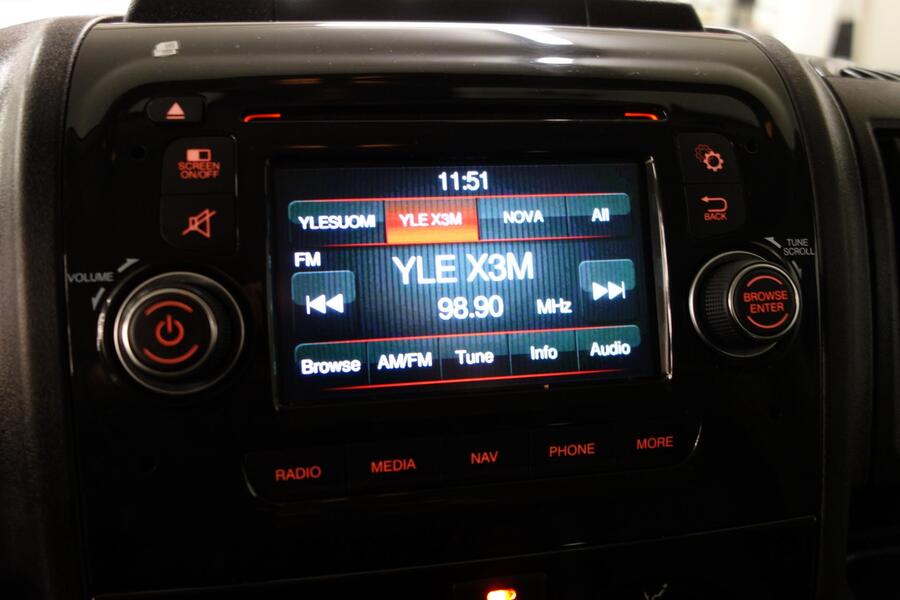 SCREEN
ON/OFF
VOLUME
11:51
YLESUOMI YLE X3M NOVA All
FM
YLE X3M
98.90 MHz
Browse AM/FM Tune Info Audio
BACK
TUNE
SCROLL
BROWSE
ENTER
RADIO MEDIA NAV PHONE MORE